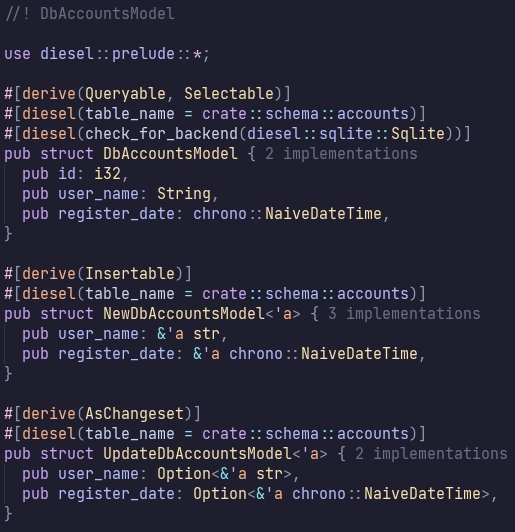 //! DbAccountsModel
use diesel::prelude::*;
#[derive(Queryable, Selectable)]
#[diesel(table_name = crate::schema::accounts)]
#[diesel(check_for_backend(diesel::sqlite::Sqlite))]
pub struct DbAccountsModel { 2 implementations
pub id: i32,
pub user_name: String,
pub register_date: chrono::NaiveDateTime,
}
#[derive(Insertable)]
#[diesel(table_name = crate::schema::accounts)]
pub struct NewDbAccountsModel<'a> { 3 implementations
pub user_name: &'a str,
pub register_date: &'a chrono::NaiveDateTime,
}
#[derive(AsChangeset)]
#[diesel(table_name = crate::schema::accounts)]
pub struct UpdateDbAccountsModel<'a> { 2 implementations
pub user_name: Option<&'a str>,
pub register_date: Option<&'a chrono::NaiveDateTime>,
}